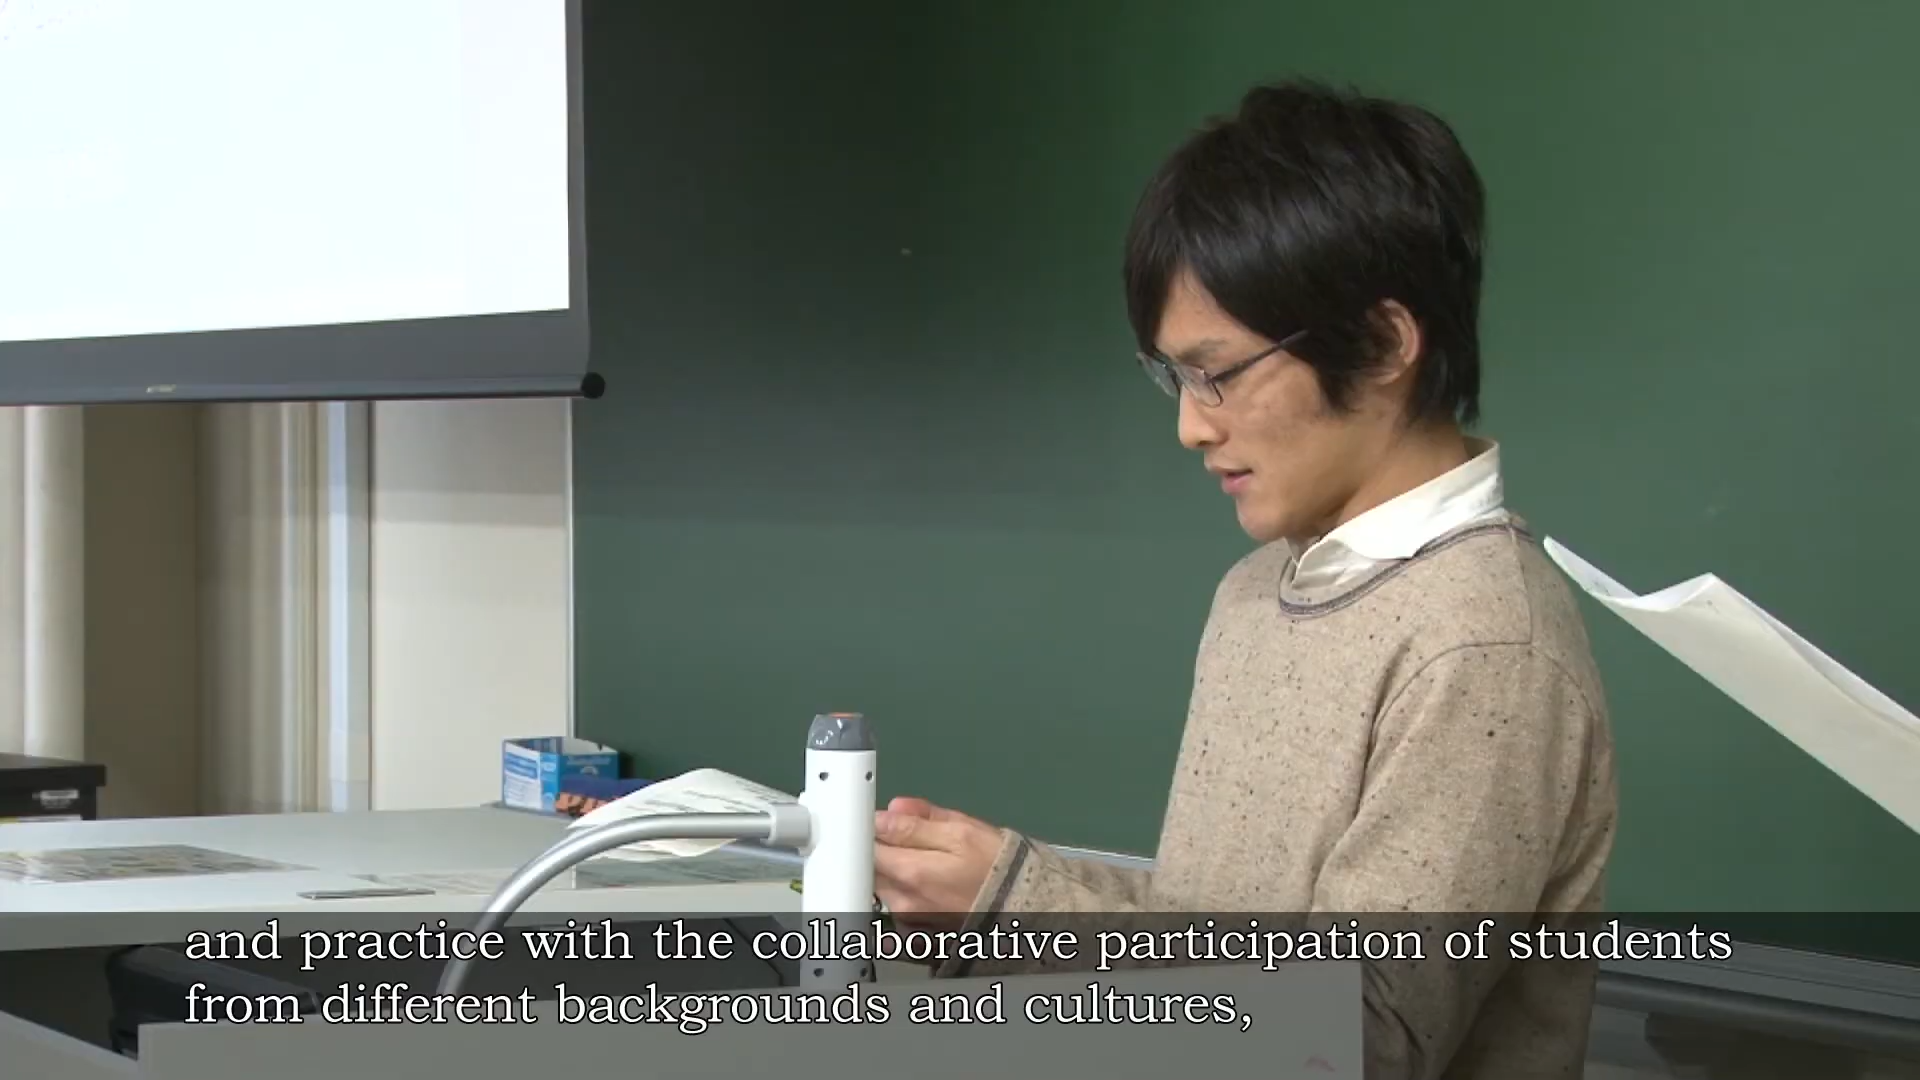 and practice with the collaborative participation of students
from different backgrounds and cultures,